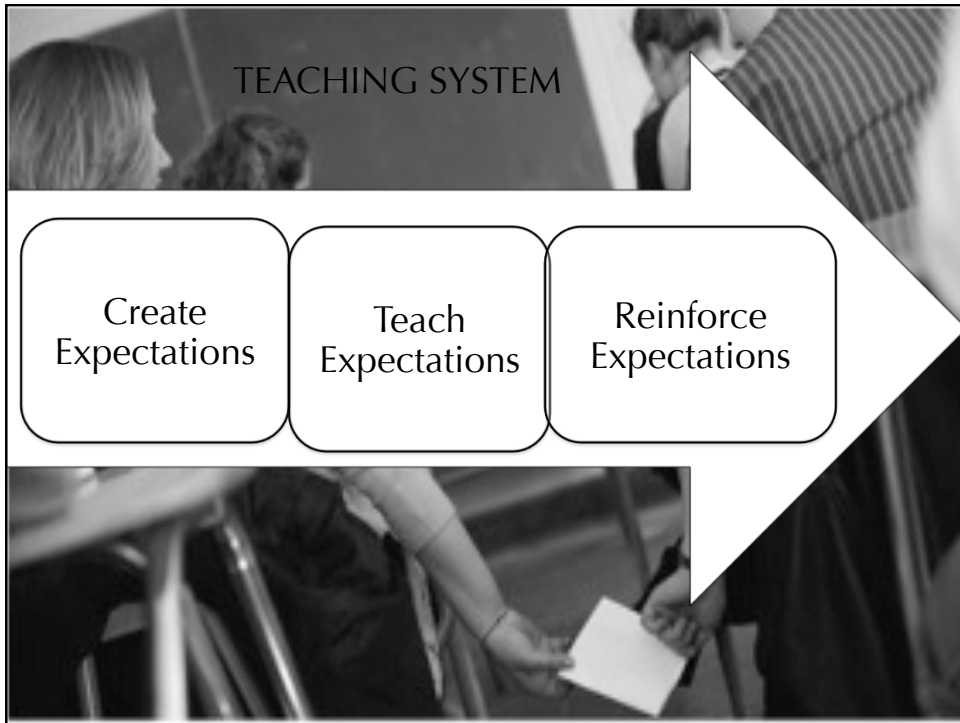 TEACHING SYSTEM
Create
Expectations
Teach
Expectations
Reinforce
Expectations